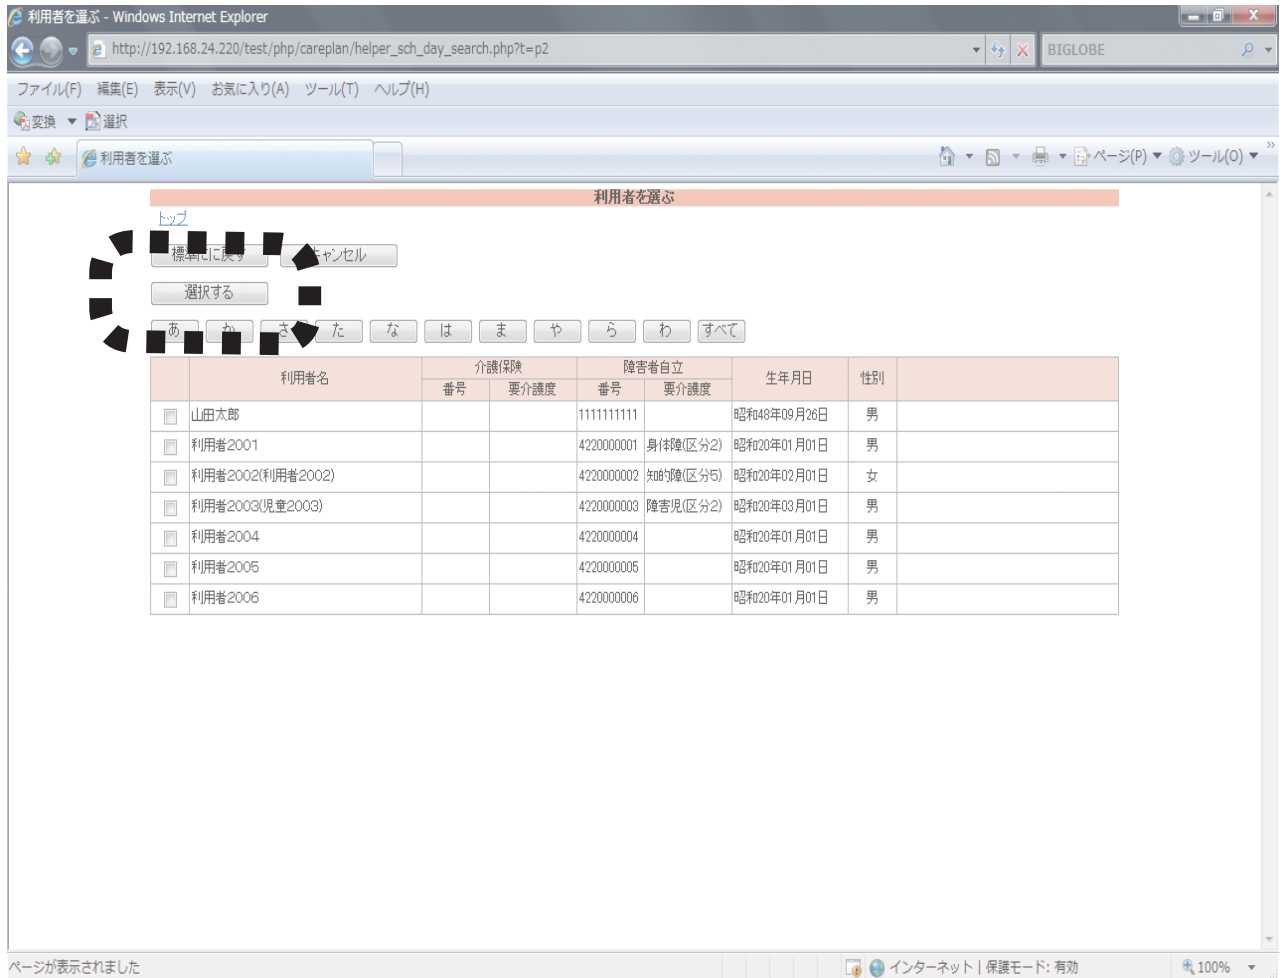 利用者を選ぶ - Windows Internet Explorer
http://192.168.24.220/test/php/careplan/helper_sch_day_search.php?t=p2
BIGLOBE
ファイル(F) 編集(E) 表示(V) お気に入り(A) ツール(T) ヘルプ(H)
変換 選択
利用者を選ぶ
ページ(P) ツール(O) »
利用者を選ぶ
トップ
標準にに戻す キャンセル
選択する
あ か さ た な は ま や ら わ すべて
利用者名 介護保険 障害者自立 生年月日 性別
番号 要介護度 番号 要介護度
山田太郎 1111111111 昭和48年09月26日 男
利用者2001 4220000001 身体障(区分2) 昭和20年01月01日 男
利用者2002(利用者2002) 4220000002 知的障(区分5) 昭和20年02月01日 女
利用者2003(児童2003) 4220000003 障害児(区分2) 昭和20年03月01日 男
利用者2004 4220000004 昭和20年01月01日 男
利用者2005 4220000005 昭和20年01月01日 男
利用者2006 4220000006 昭和20年01月01日 男
ページが表示されました
インターネット | 保護モード: 有効
100%